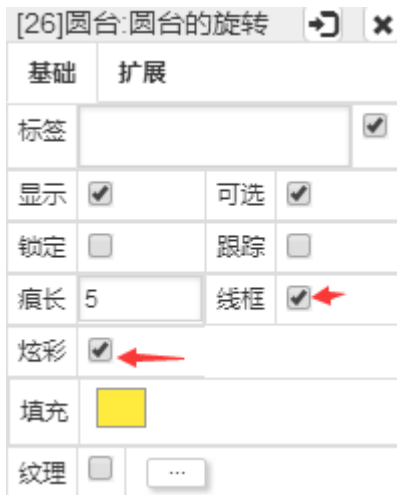 [26]圆台:圆台的旋转
基础 扩展
标签
显示 可选
锁定 跟踪
痕长 5 线框
炫彩
填充
纹理 ...